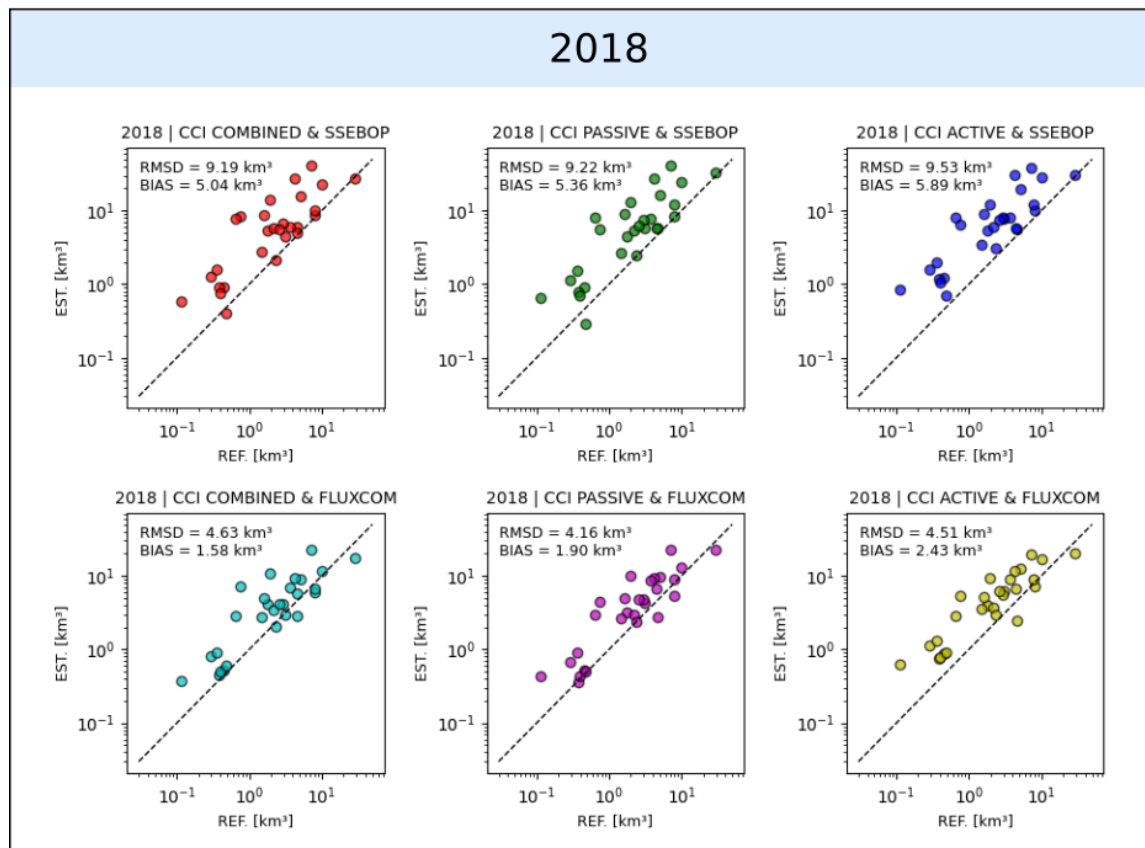 2018
2018 | CCI COMBINED & SSEBOP
RMSD = 9.19 km³
BIAS = 5.04 km³
EST. [km³]
10¹
10⁰
10⁻¹
10⁻¹ 10⁰ 10¹
REF. [km³]
2018 | CCI PASSIVE & SSEBOP
RMSD = 9.22 km³
BIAS = 5.36 km³
EST. [km³]
10¹
10⁰
10⁻¹
10⁻¹ 10⁰ 10¹
REF. [km³]
2018 | CCI ACTIVE & SSEBOP
RMSD = 9.53 km³
BIAS = 5.89 km³
EST. [km³]
10¹
10⁰
10⁻¹
10⁻¹ 10⁰ 10¹
REF. [km³]
2018 | CCI COMBINED & FLUXCOM
RMSD = 4.63 km³
BIAS = 1.58 km³
EST. [km³]
10¹
10⁰
10⁻¹
10⁻¹ 10⁰ 10¹
REF. [km³]
2018 | CCI PASSIVE & FLUXCOM
RMSD = 4.16 km³
BIAS = 1.90 km³
EST. [km³]
10¹
10⁰
10⁻¹
10⁻¹ 10⁰ 10¹
REF. [km³]
2018 | CCI ACTIVE & FLUXCOM
RMSD = 4.51 km³
BIAS = 2.43 km³
EST. [km³]
10¹
10⁰
10⁻¹
10⁻¹ 10⁰ 10¹
REF. [km³]